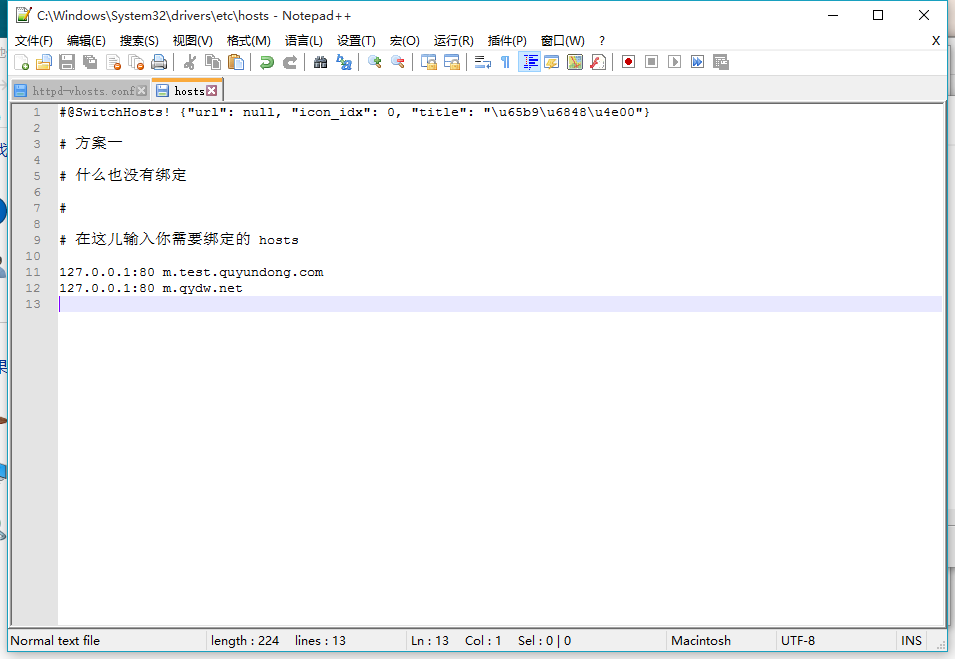 C:\Windows\System32\drivers\etc\hosts - Notepad++
文件(F) 编辑(E) 搜索(S) 视图(V) 格式(M) 语言(L) 设置(T) 宏(O) 运行(R) 插件(P) 窗口(W) ? X
httpd-vhosts.conf hosts
1 #@SwitchHosts! {"url": null, "icon_idx": 0, "title": "\u65b9\u6848\u4e00"}
2
3 # 方案一
4
5 # 什么也没有绑定
6
7 #
8
9 # 在这儿输入你需要绑定的 hosts
10
11 127.0.0.1:80 m.test.quyundong.com
12 127.0.0.1:80 m.qydw.net
13
Normal text file length : 224 lines : 13 Ln : 13 Col : 1 Sel : 0 | 0 Macintosh UTF-8 INS